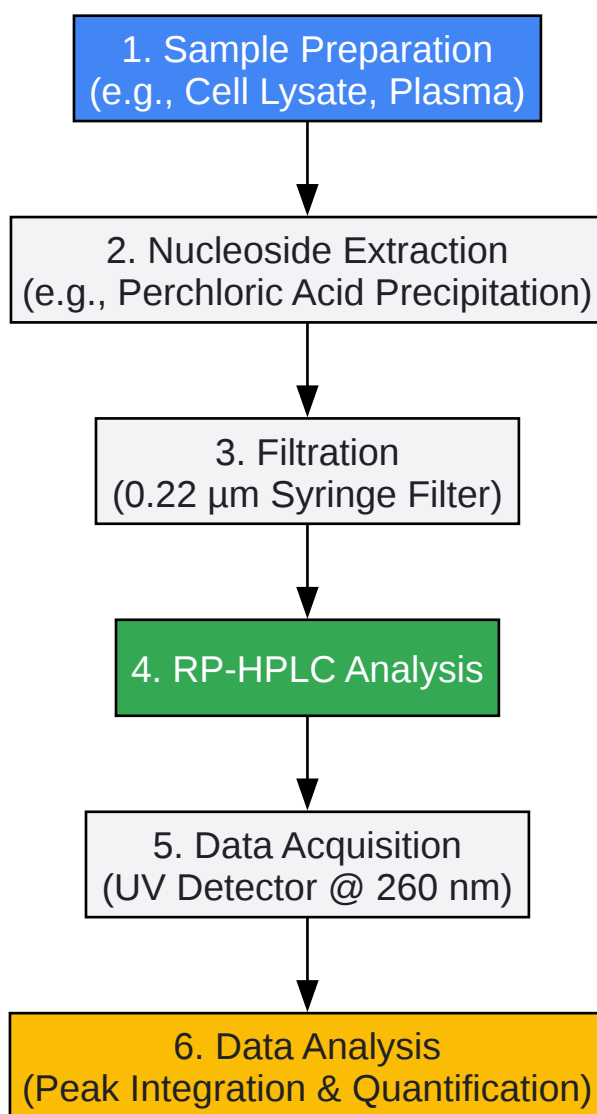 1. Sample Preparation
(e.g., Cell Lysate, Plasma)
2. Nucleoside Extraction
(e.g., Perchloric Acid Precipitation)
3. Filtration
(0.22 µm Syringe Filter)
4. RP-HPLC Analysis
5. Data Acquisition
(UV Detector @ 260 nm)
6. Data Analysis
(Peak Integration & Quantification)